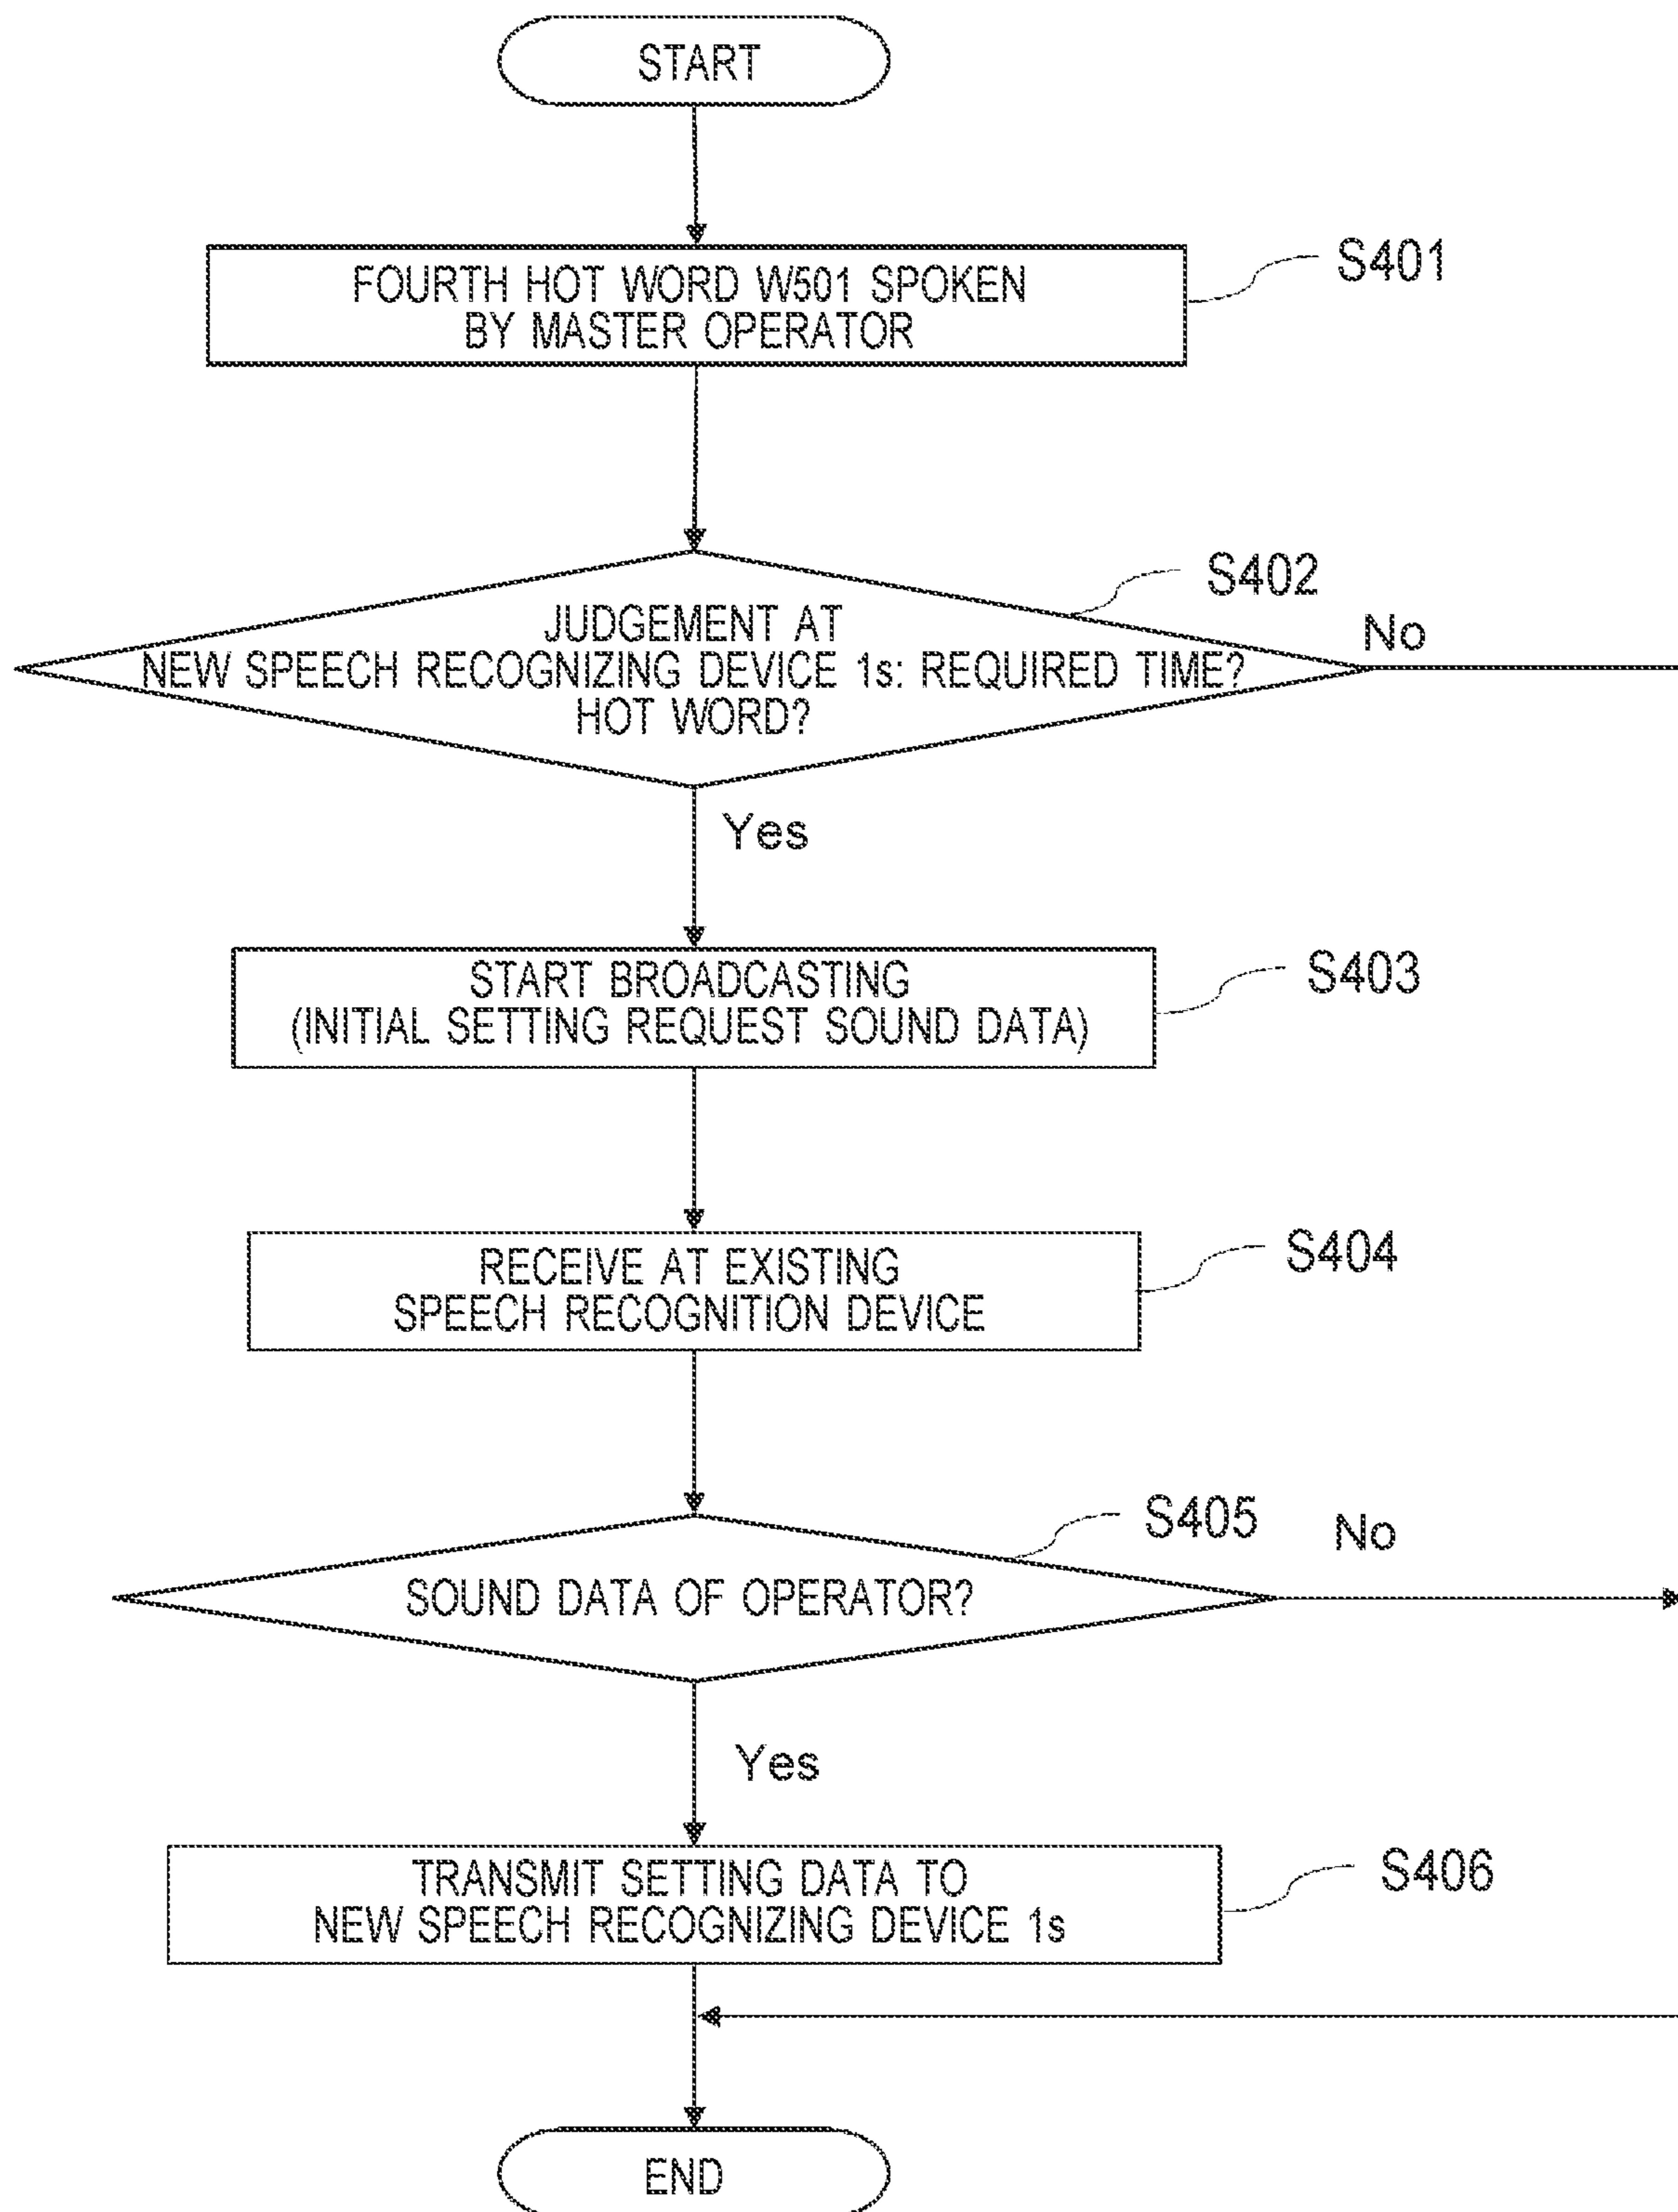 START
FOURTH HOT WORD W501 SPOKEN
BY MASTER OPERATOR
S401
S402
JUDGEMENT AT
NEW SPEECH RECOGNIZING DEVICE 1s: REQUIRED TIME?
HOT WORD?
No
Yes
START BROADCASTING
(INITIAL SETTING REQUEST SOUND DATA)
S403
RECEIVE AT EXISTING
SPEECH RECOGNITION DEVICE
S404
S405
No
SOUND DATA OF OPERATOR?
Yes
TRANSMIT SETTING DATA TO
NEW SPEECH RECOGNIZING DEVICE 1s
S406
END